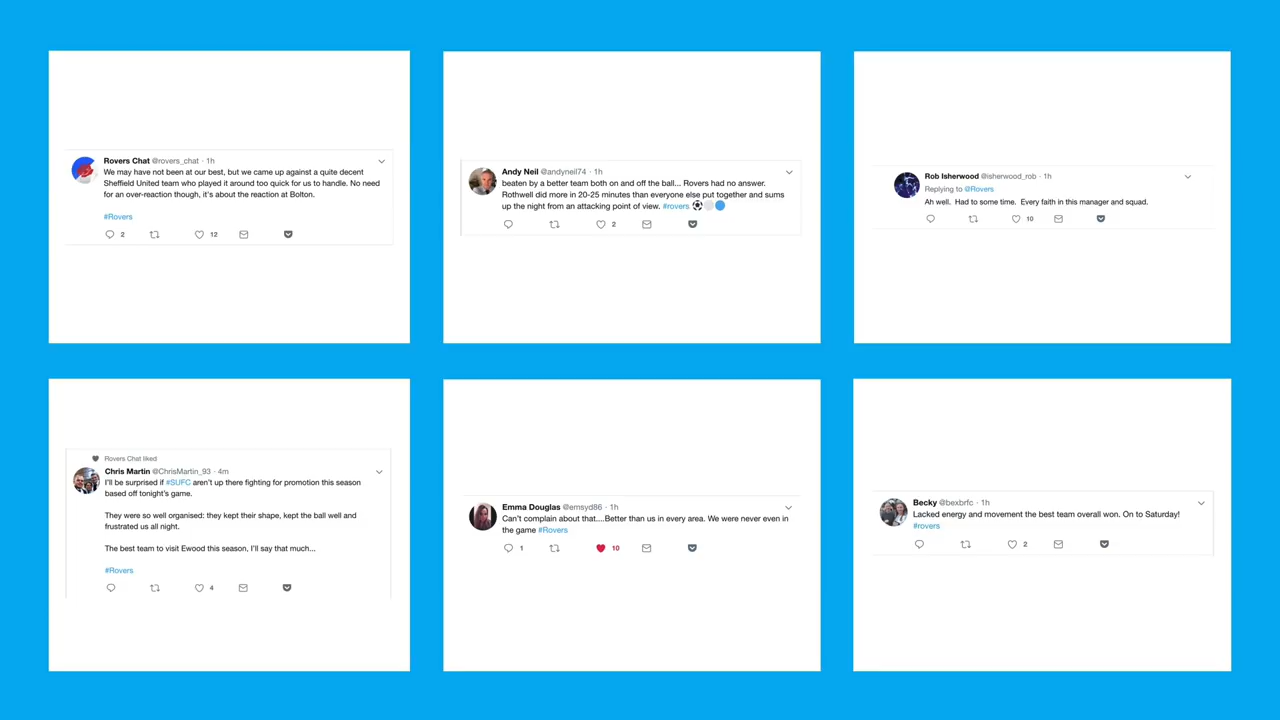 Rovers Chat @rovers_chat · 1h
We may have not been at our best, but we came up against a quite decent
Sheffield United team who played it around too quick for us to handle. No need
for an over-reaction though, it's about the reaction at Bolton.
#Rovers
2 12
Andy Neil @andyneil74 · 1h
beaten by a better team both on and off the ball... Rovers had no answer.
Rothwell did more in 20-25 minutes than everyone else put together and sums
up the night from an attacking point of view. #rovers ⚽⚪🔵
2
Rob Isherwood @isherwood_rob · 1h
Replying to @Rovers
Ah well. Had to some time. Every faith in this manager and squad.
10
Rovers Chat liked
Chris Martin @ChrisMartin_93 · 4m
I'll be surprised if #SUFC aren't up there fighting for promotion this season
based off tonight's game.
They were so well organised: they kept their shape, kept the ball well and
frustrated us all night.
The best team to visit Ewood this season, I'll say that much...
#Rovers
4
Emma Douglas @emsyd86 · 1h
Can't complain about that....Better than us in every area. We were never even in
the game #Rovers
1 10
Becky @bexbrfc · 1h
Lacked energy and movement the best team overall won. On to Saturday!
#rovers
2